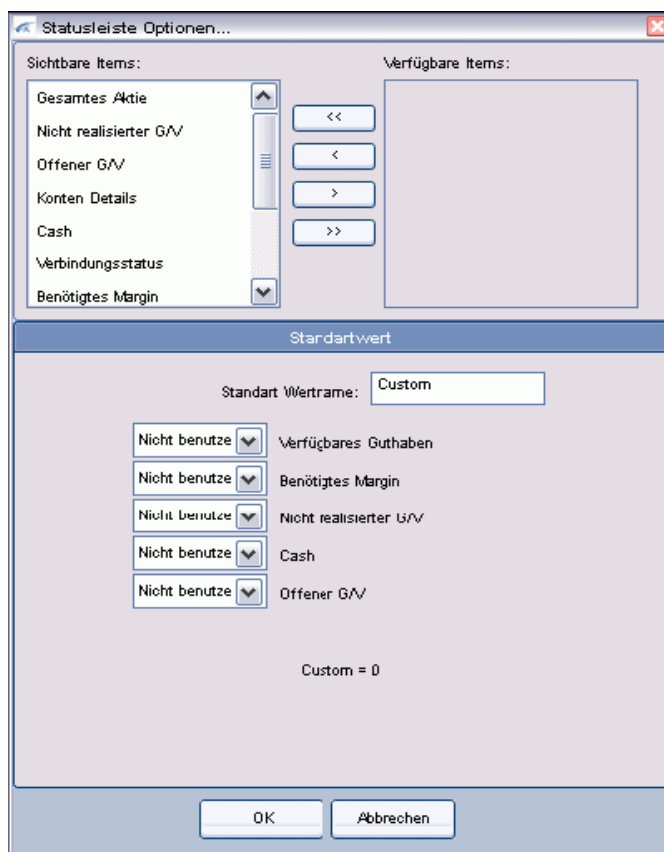 Statusleiste Optionen...
Sichtbare Items:
Verfügbare Items:
Gesamtes Aktie
Nicht realisierter G/V
Offener G/V
Konten Details
Cash
Verbindungsstatus
Benötigtes Margin
<<
<
>
>>
Standartwert
Standart Wertname: Custom
Nicht benutze Verfügbares Guthaben
Nicht benutze Benötigtes Margin
Nicht benutze Nicht realisierter G/V
Nicht benutze Cash
Nicht benutze Offener G/V
Custom = 0
OK
Abbrechen